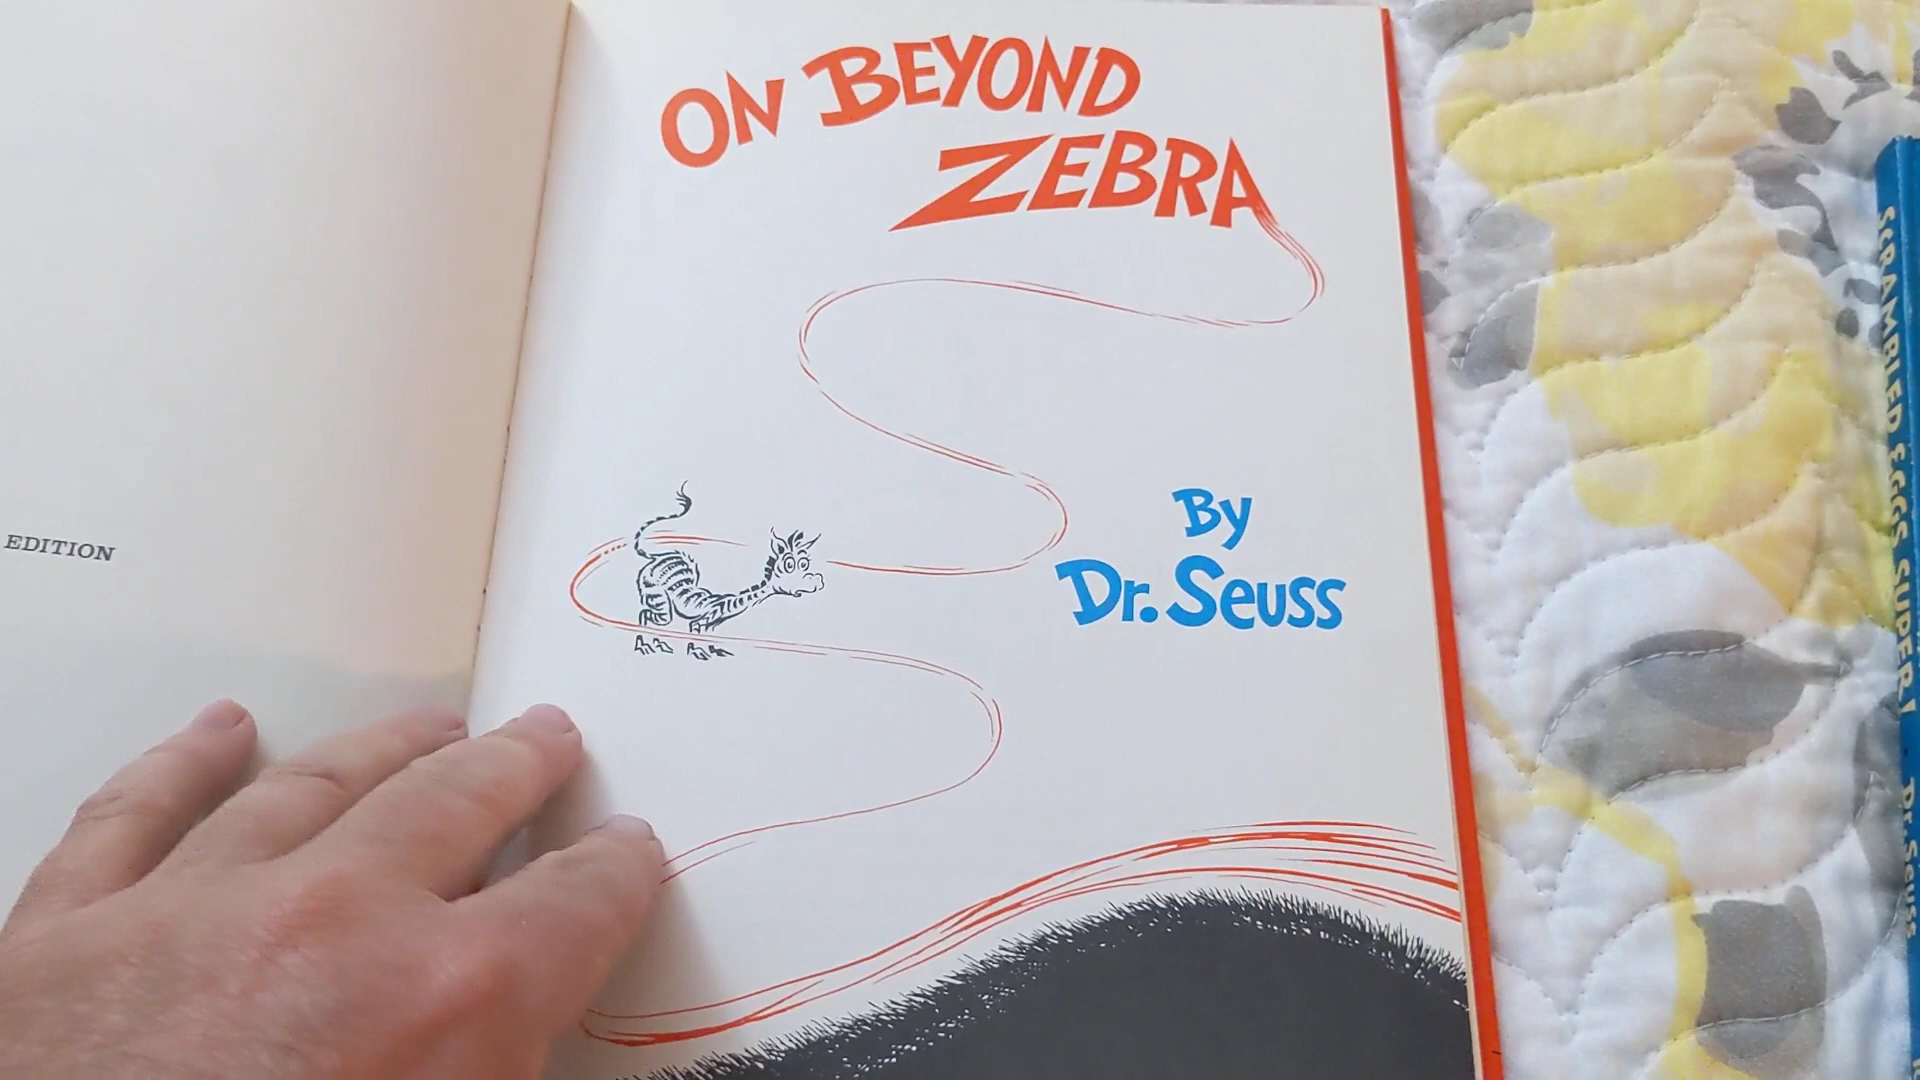 EDITION
ON BEYOND
ZEBRA
By
Dr. Seuss
SCRAMBLED EGGS SUPER! · Dr. Seuss